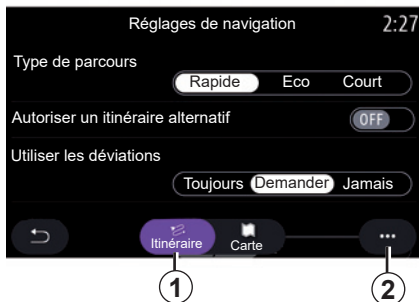 Réglages de navigation 2:27
Type de parcours
Rapide Eco Court
Autoriser un itinéraire alternatif OFF
Utiliser les déviations
Toujours Demander Jamais
Itinéraire Carte ...
1 2